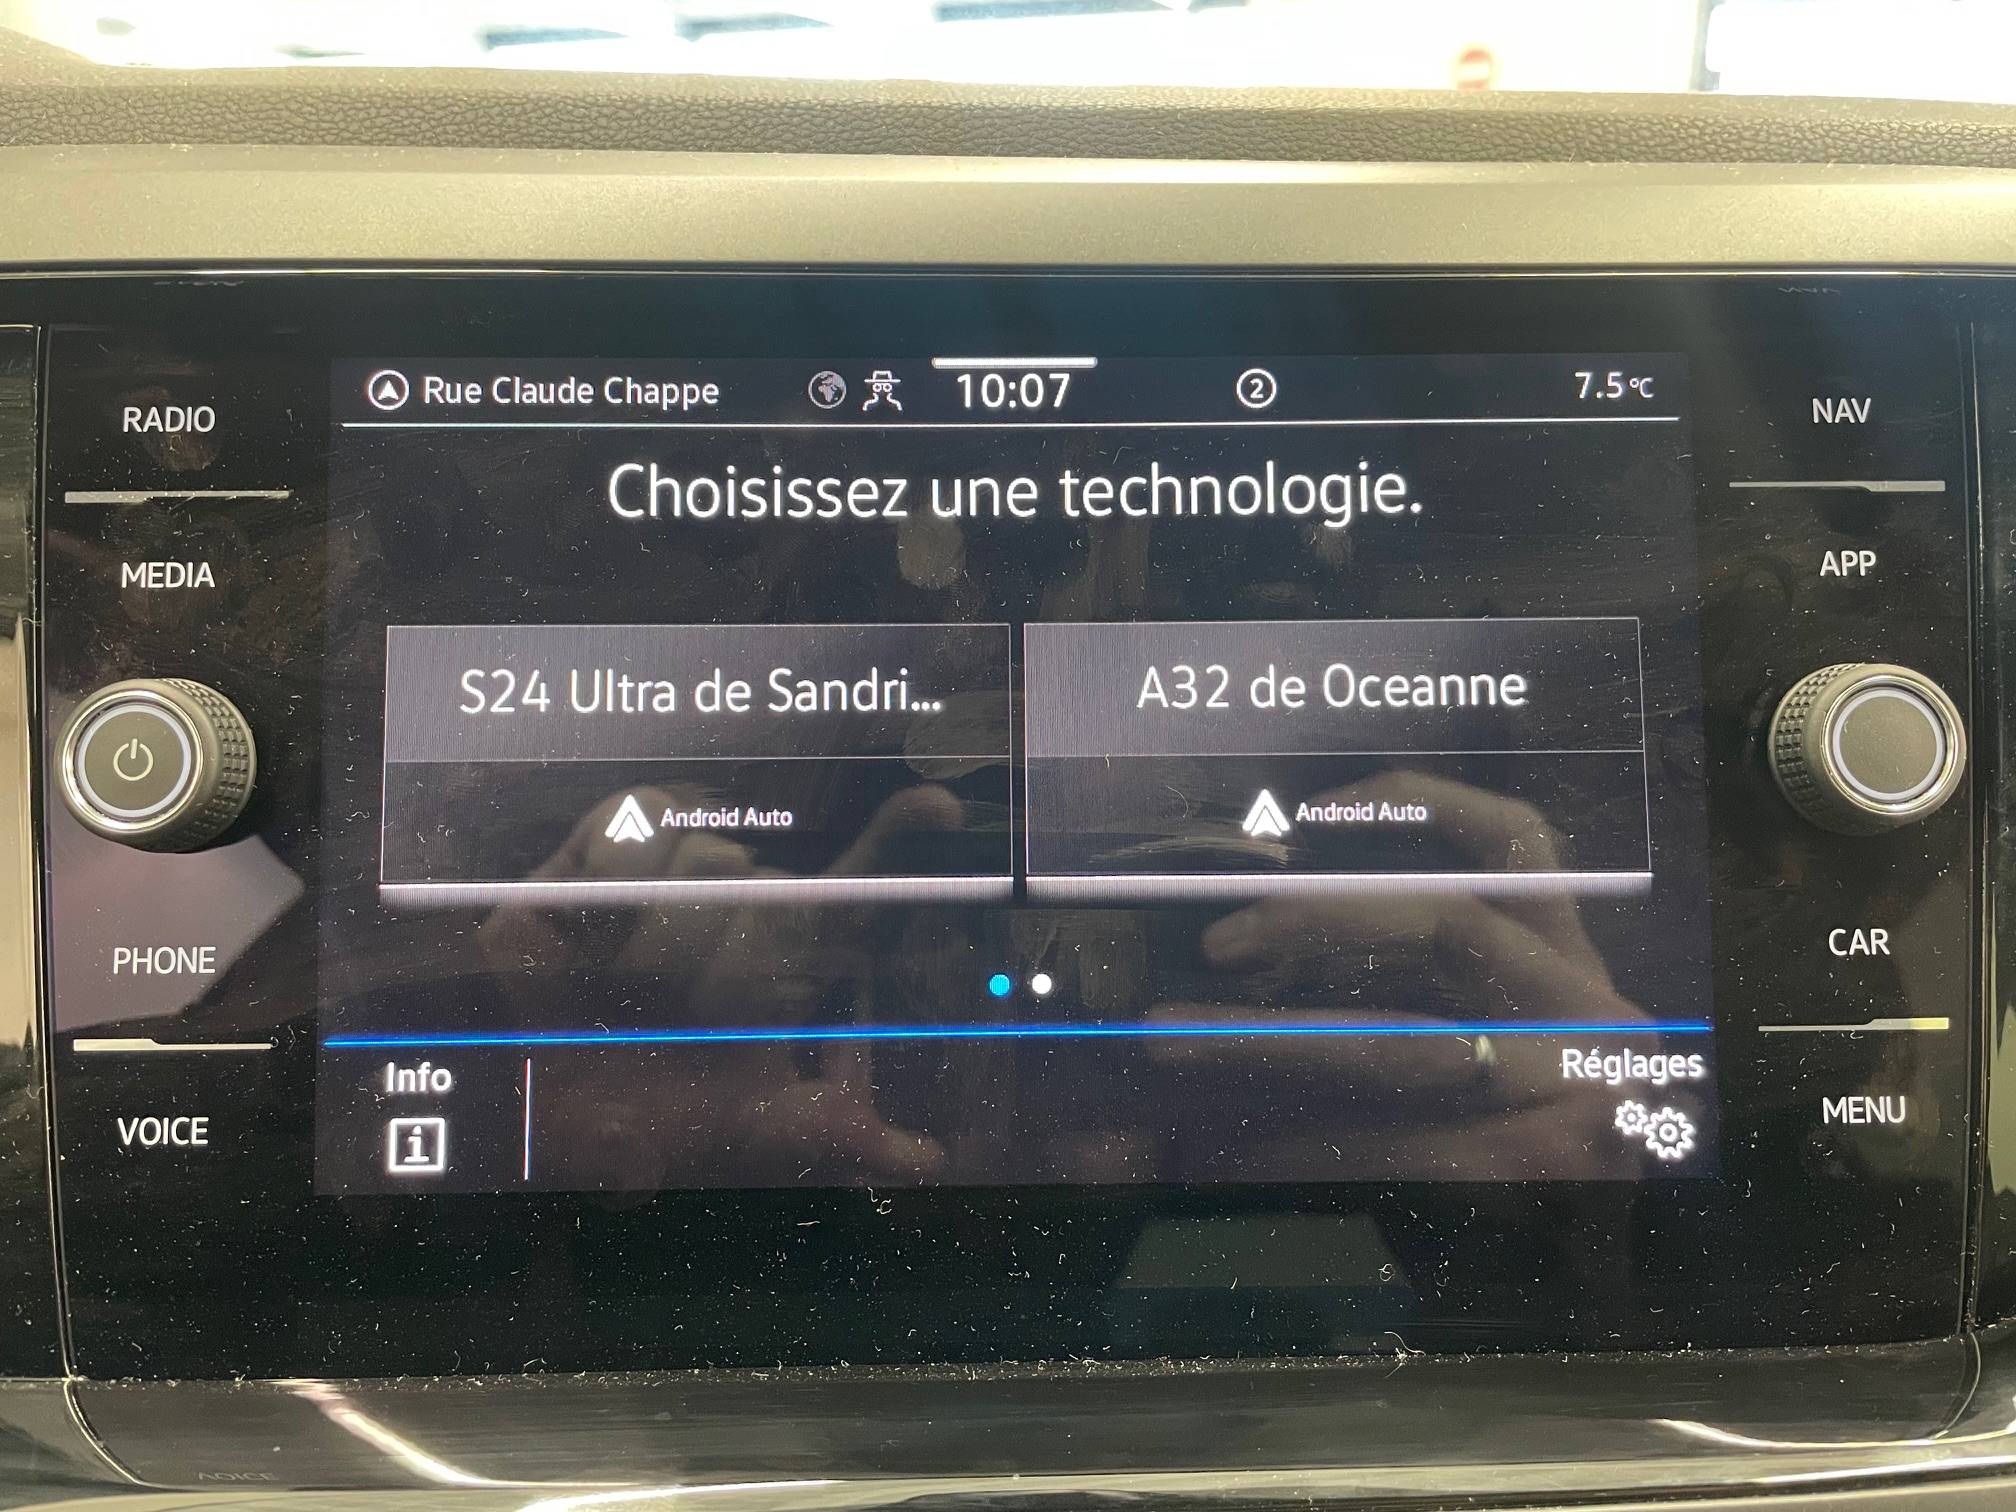 Rue Claude Chappe 10:07 2 7.5°C
RADIO
NAV
Choisissez une technologie.
MEDIA
APP
S24 Ultra de Sandri...
A32 de Oceanne
Android Auto
Android Auto
PHONE
CAR
Info
Réglages
VOICE
MENU